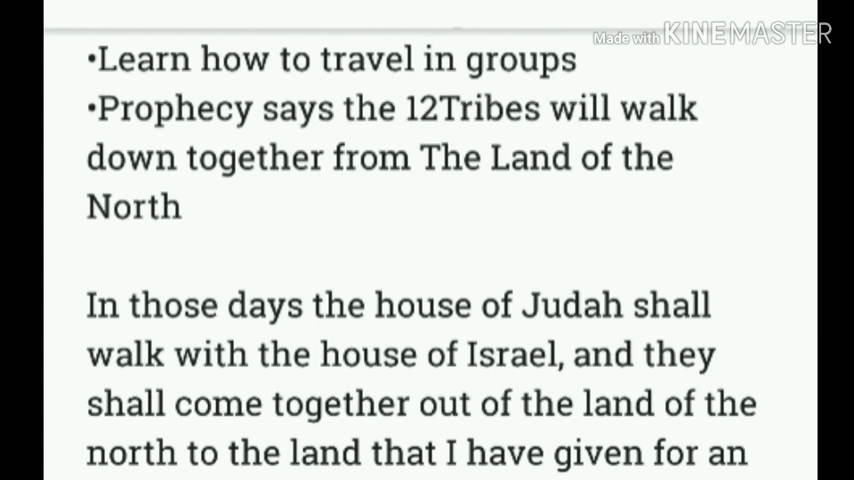 Made with KINEMASTER
•Learn how to travel in groups
•Prophecy says the 12Tribes will walk
down together from The Land of the
North
In those days the house of Judah shall
walk with the house of Israel, and they
shall come together out of the land of the
north to the land that I have given for an